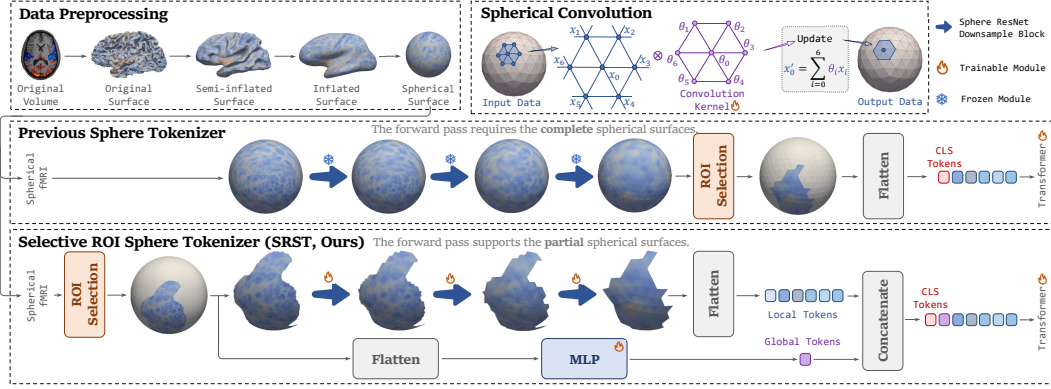 Data Preprocessing
Original
Volume
Original
Surface
Semi-inflated
Surface
Inflated
Surface
Spherical
Surface
Spherical Convolution
Input Data
x1
x2
x6
x0
x3
x5
x4
⊗
θ1
θ2
θ3
θ6
θ0
θ5
θ4
Convolution
Kernel
Update
x′0 = ∑ 6 i=0 θi xi
Output Data
Sphere ResNet
Downsample Block
Trainable Module
Frozen Module
Previous Sphere Tokenizer
The forward pass requires the complete spherical surfaces.
Spherical
fMRI
ROI
Selection
Flatten
CLS
Tokens
Transformer
Selective ROI Sphere Tokenizer (SRST, Ours)
The forward pass supports the partial spherical surfaces.
Spherical
fMRI
ROI
Selection
Flatten
Local Tokens
Flatten
MLP
Global Tokens
Concatenate
CLS
Tokens
Transformer